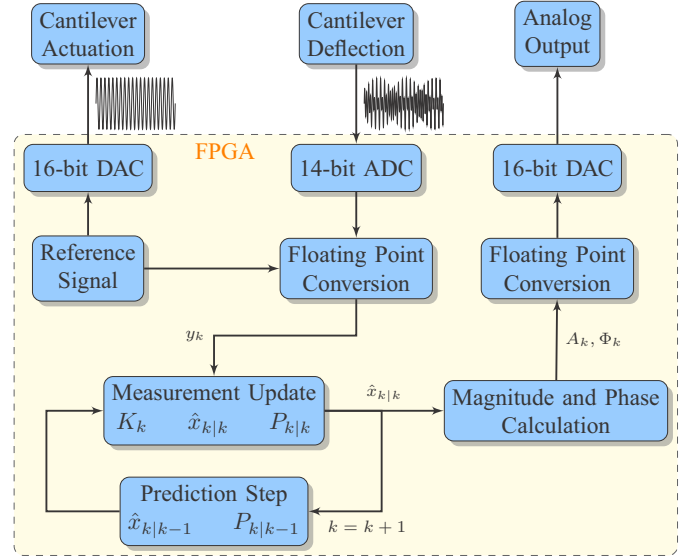 Cantilever
Actuation
Cantilever
Deflection
Analog
Output
FPGA
16-bit DAC
14-bit ADC
16-bit DAC
Reference
Signal
Floating Point
Conversion
Floating Point
Conversion
y_k
A_k, Φ_k
Measurement Update
K_k x̂_{k|k} P_{k|k}
x̂_{k|k}
Magnitude and Phase
Calculation
Prediction Step
x̂_{k|k−1} P_{k|k−1}
k = k + 1